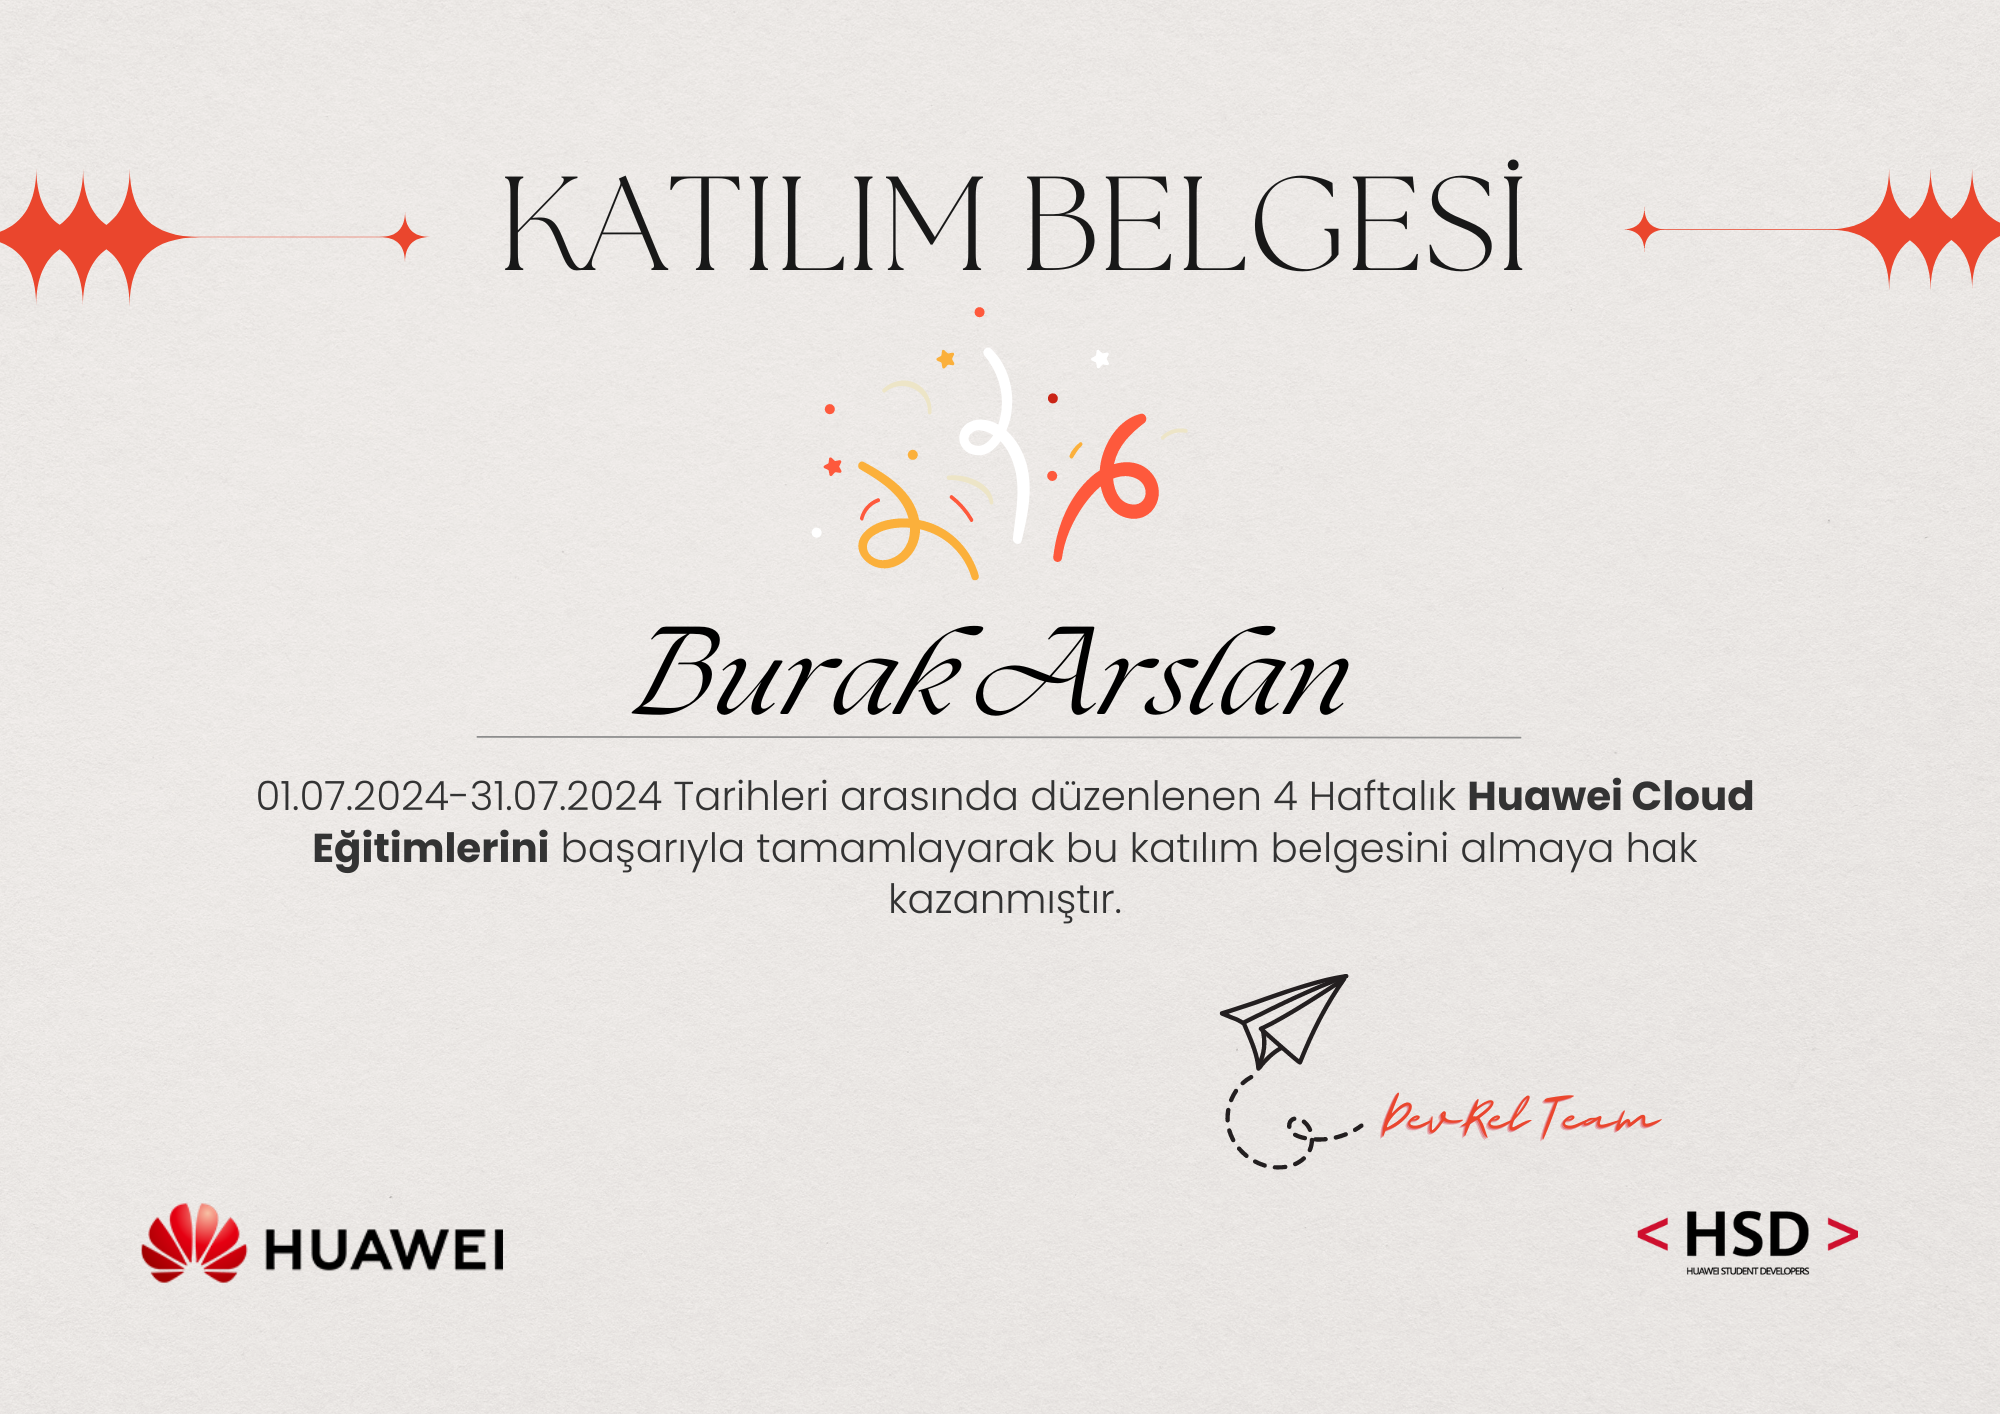 KATILIM BELGESİ
Burak Arslan
01.07.2024-31.07.2024 Tarihleri arasında düzenlenen 4 Haftalık Huawei Cloud
Eğitimlerini başarıyla tamamlayarak bu katılım belgesini almaya hak
kazanmıştır.
DevRel Team
HUAWEI
< HSD >
HUAWEI STUDENT DEVELOPERS